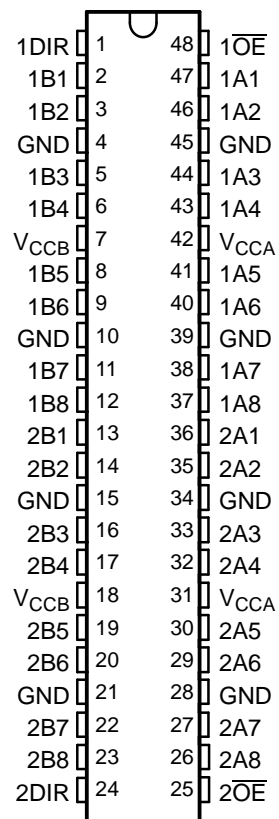 1DIR 1 48 1O̅E̅
1B1 2 47 1A1
1B2 3 46 1A2
GND 4 45 GND
1B3 5 44 1A3
1B4 6 43 1A4
VCCB 7 42 VCCA
1B5 8 41 1A5
1B6 9 40 1A6
GND 10 39 GND
1B7 11 38 1A7
1B8 12 37 1A8
2B1 13 36 2A1
2B2 14 35 2A2
GND 15 34 GND
2B3 16 33 2A3
2B4 17 32 2A4
VCCB 18 31 VCCA
2B5 19 30 2A5
2B6 20 29 2A6
GND 21 28 GND
2B7 22 27 2A7
2B8 23 26 2A8
2DIR 24 25 2O̅E̅